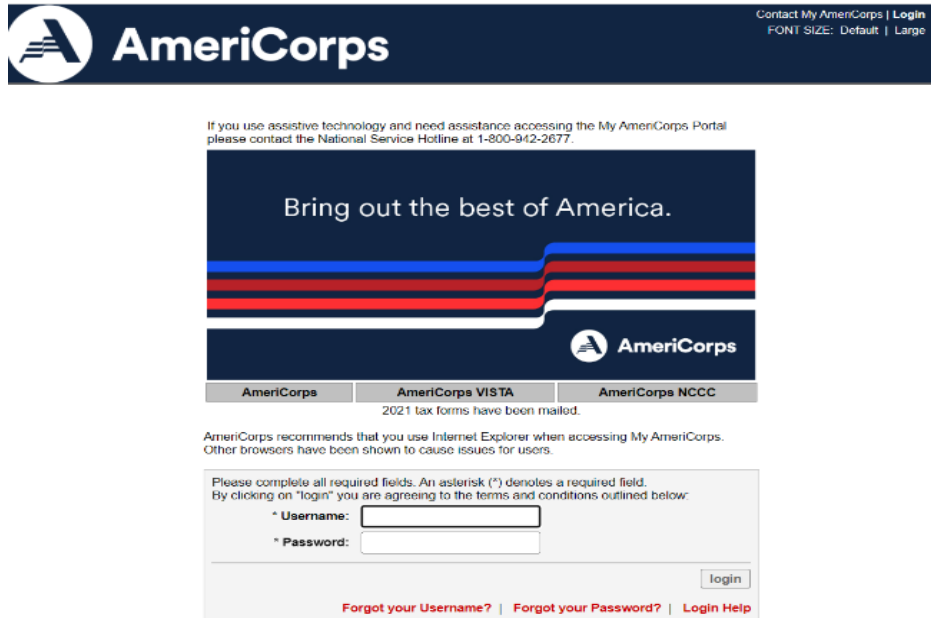 AmeriCorps
Contact My AmeriCorps | Login
FONT SIZE: Default | Large
If you use assistive technology and need assistance accessing the My AmeriCorps Portal
please contact the National Service Hotline at 1-800-942-2677.
Bring out the best of America.
AmeriCorps
AmeriCorps AmeriCorps VISTA AmeriCorps NCCC
2021 tax forms have been mailed.
AmeriCorps recommends that you use Internet Explorer when accessing My AmeriCorps.
Other browsers have been shown to cause issues for users.
Please complete all required fields. An asterisk (*) denotes a required field.
By clicking on "login" you are agreeing to the terms and conditions outlined below:
* Username:
* Password:
login
Forgot your Username? | Forgot your Password? | Login Help